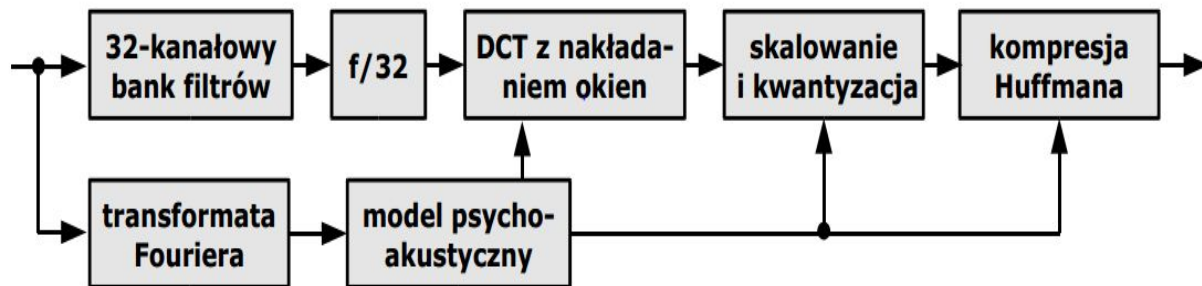 32-kanałowy
bank filtrów
f/32
DCT z nakłada-
niem okien
skalowanie
i kwantyzacja
kompresja
Huffmana
transformata
Fouriera
model psycho-
akustyczny